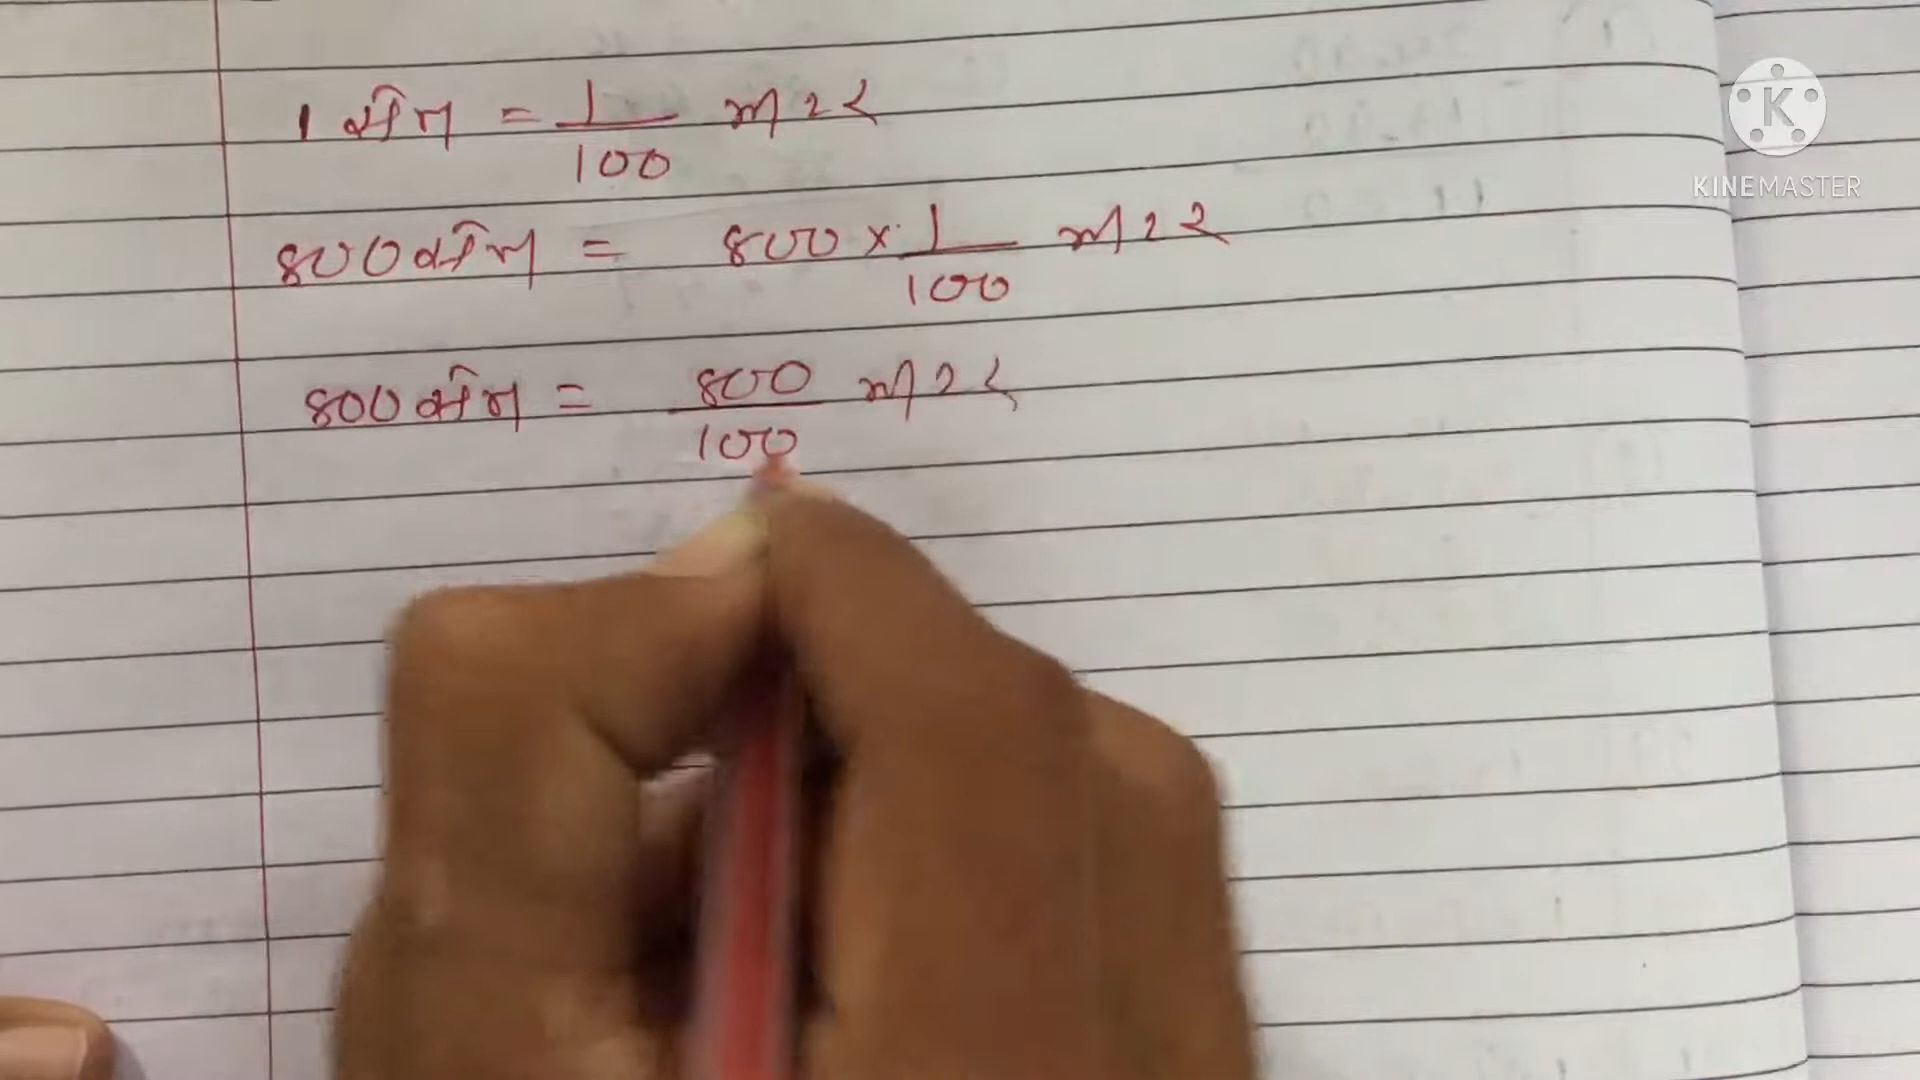 1 सेमी = 1/100 मीटर
KINEMASTER
800 सेमी = 800 × 1/100 मीटर
800 सेमी = 800/100 मीटर